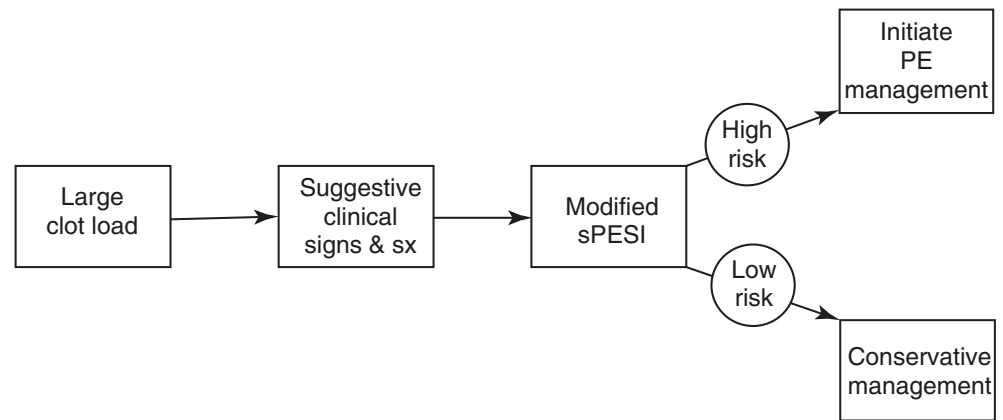 Large
clot load
Suggestive
clinical
signs & sx
Modified
sPESI
High
risk
Initiate
PE
management
Low
risk
Conservative
management